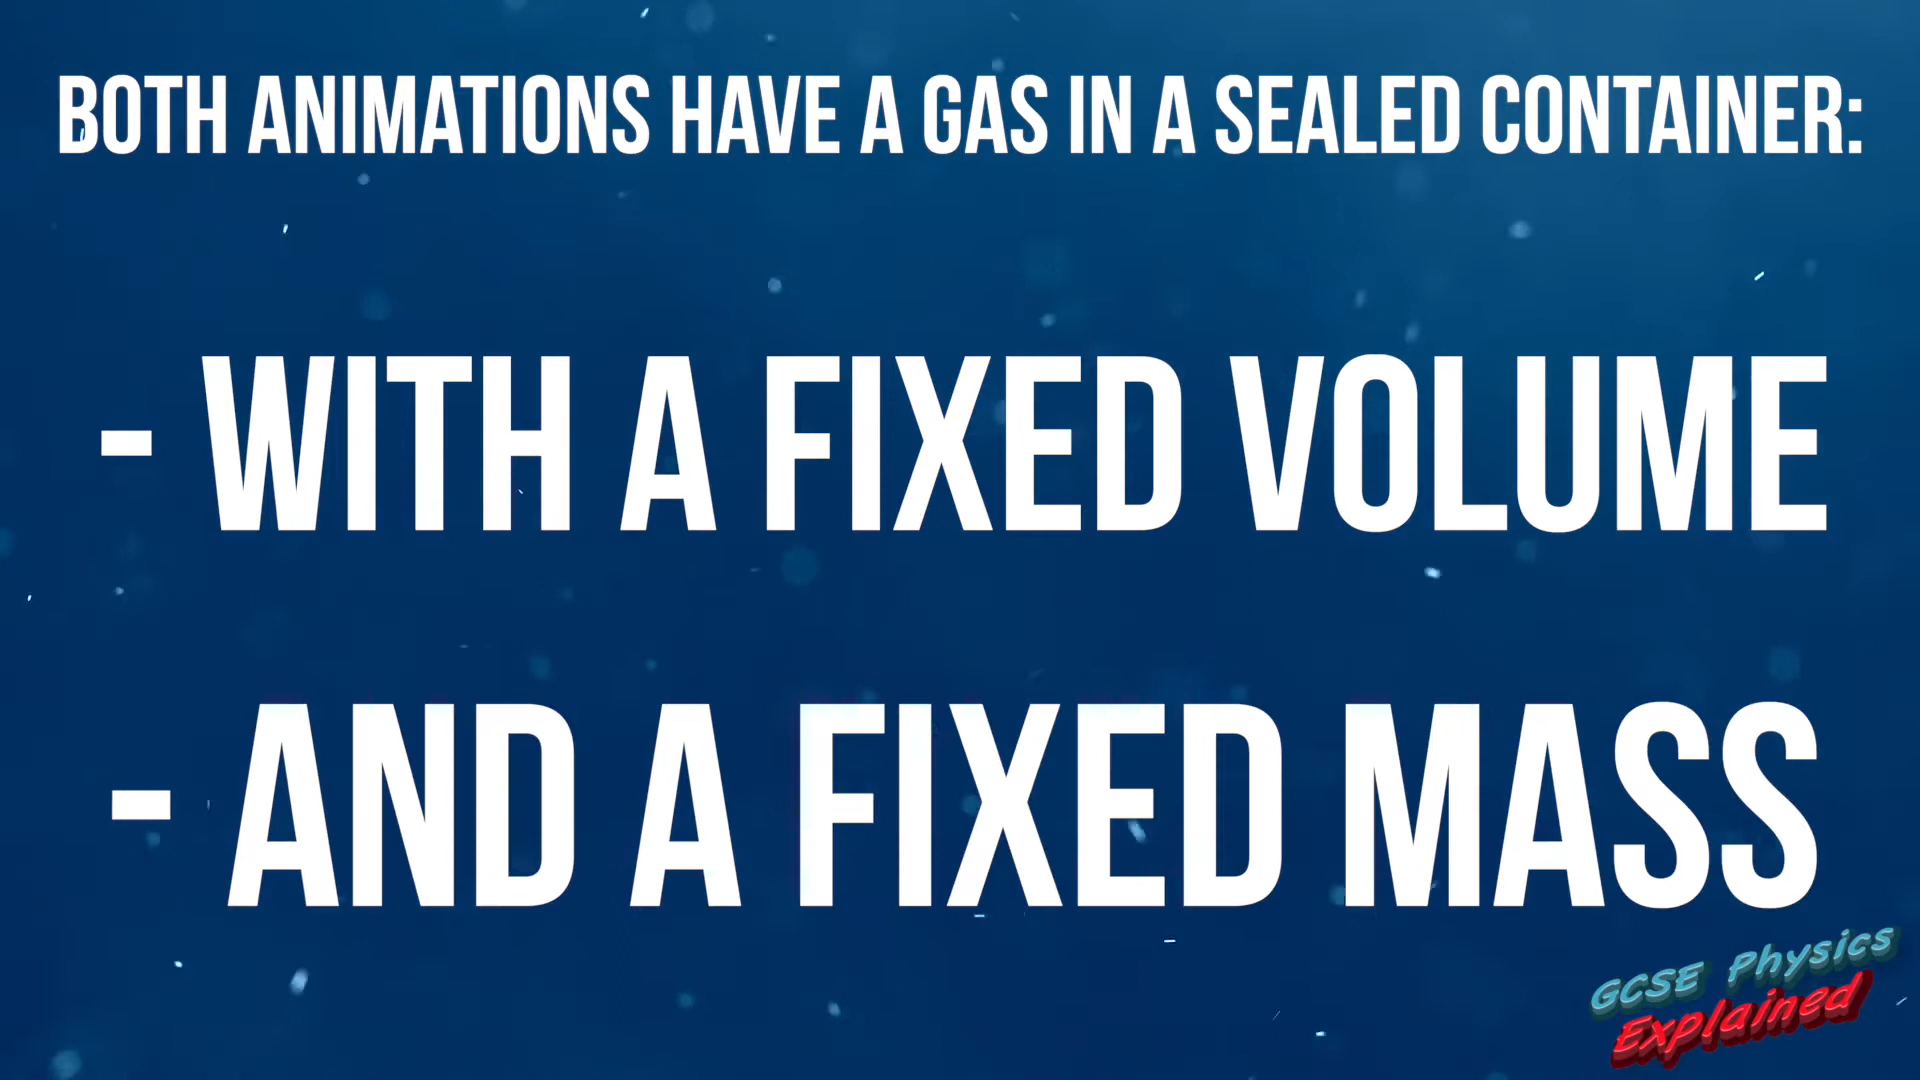 BOTH ANIMATIONS HAVE A GAS IN A SEALED CONTAINER:
- WITH A FIXED VOLUME
- AND A FIXED MASS
GCSE Physics
Explained